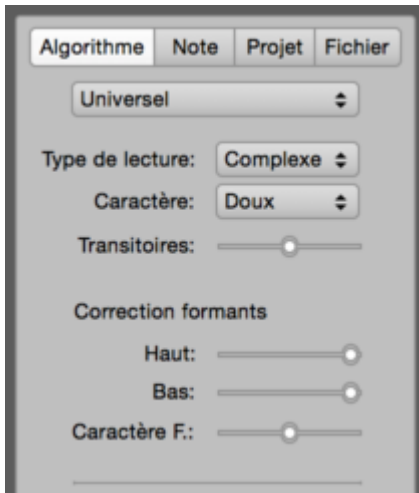 Algorithme Note Projet Fichier
Universel
Type de lecture: Complexe
Caractère: Doux
Transitoires:
Correction formants
Haut:
Bas:
Caractère F.: